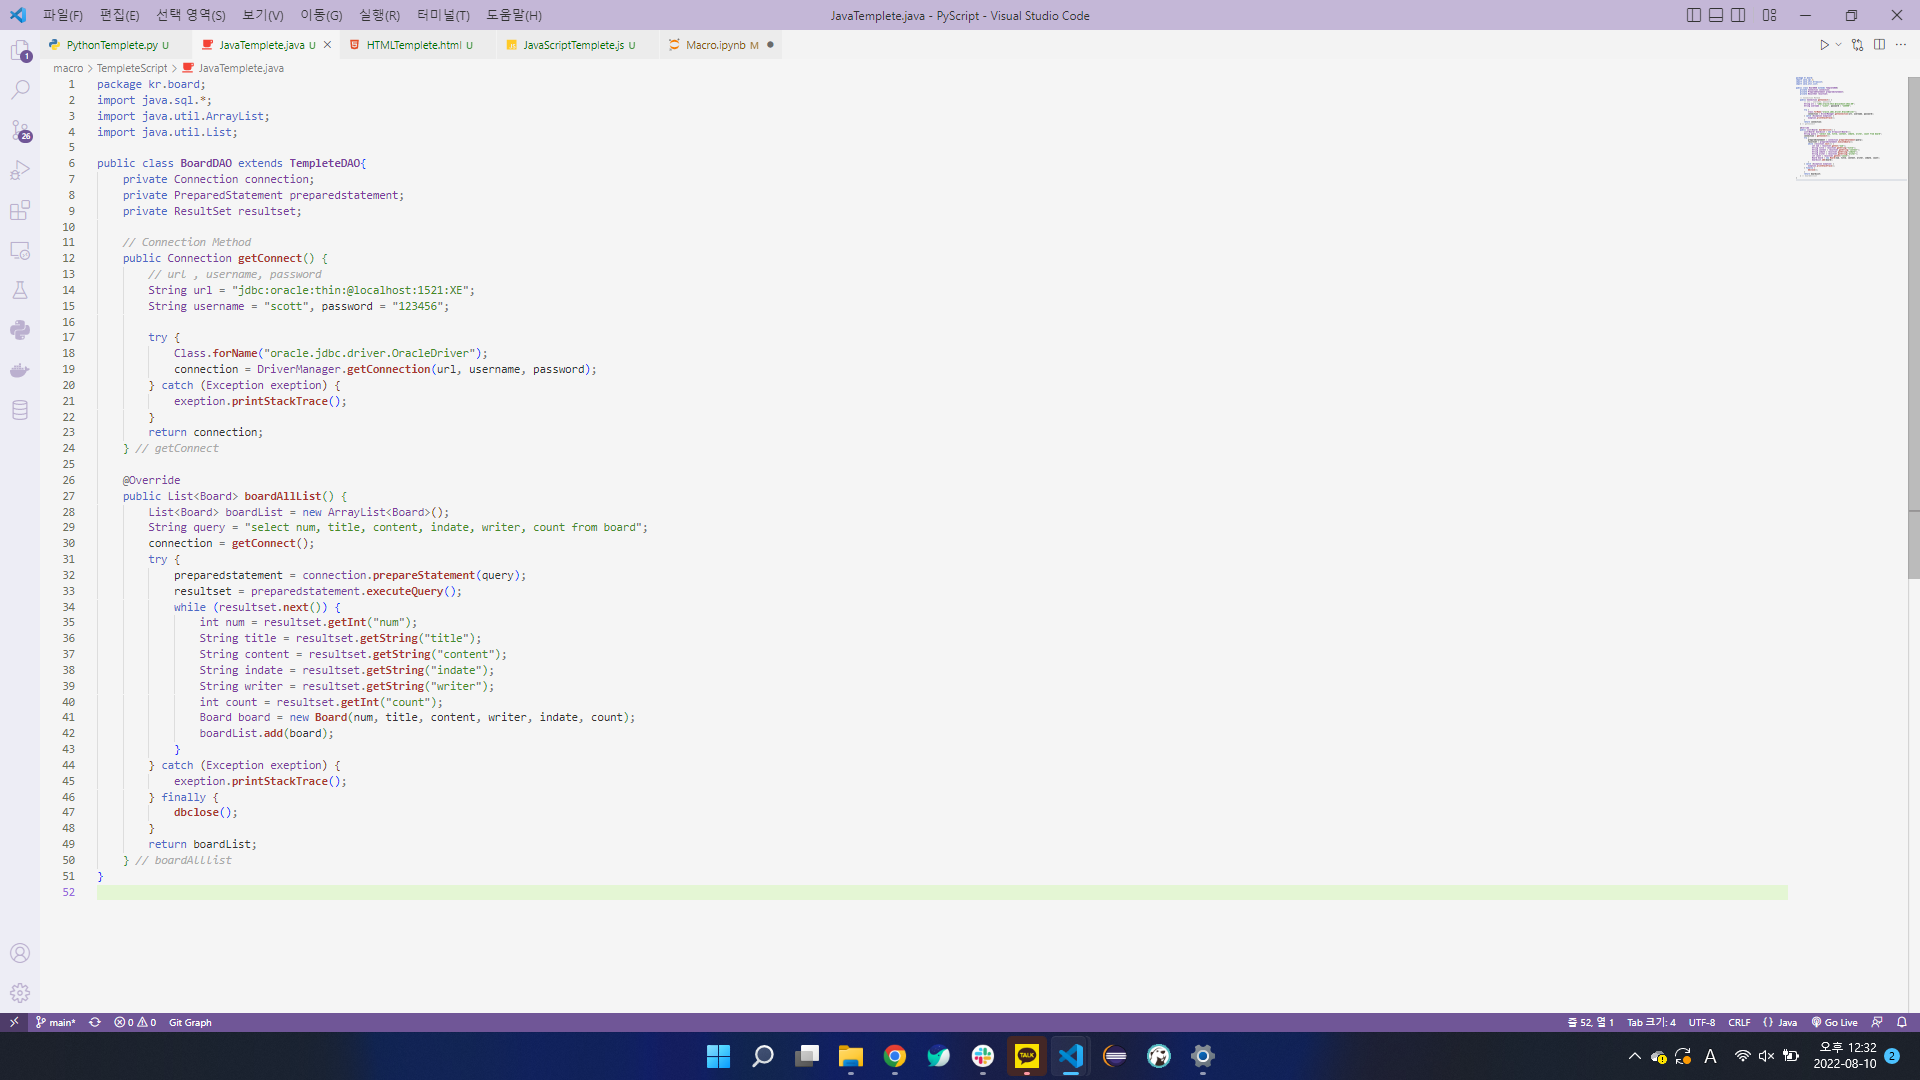 파일(F) 편집(E) 선택 영역(S) 보기(V) 이동(G) 실행(R) 터미널(T) 도움말(H) JavaTemplete.java - PyScript - Visual Studio Code
PythonTemplete.py U JavaTemplete.java U HTMLTemplete.html U JavaScriptTemplete.js U Macro.ipynb M
macro > TempleteScript > JavaTemplete.java
1 package kr.board;
2 import java.sql.*;
3 import java.util.ArrayList;
4 import java.util.List;
5
6 public class BoardDAO extends TempleteDAO{
7 private Connection connection;
8 private PreparedStatement preparedstatement;
9 private ResultSet resultset;
10
11 // Connection Method
12 public Connection getConnect() {
13 // url , username, password
14 String url = "jdbc:oracle:thin:@localhost:1521:XE";
15 String username = "scott", password = "123456";
16
17 try {
18 Class.forName("oracle.jdbc.driver.OracleDriver");
19 connection = DriverManager.getConnection(url, username, password);
20 } catch (Exception exeption) {
21 exeption.printStackTrace();
22 }
23 return connection;
24 } // getConnect
25
26 @Override
27 public List<Board> boardAllList() {
28 List<Board> boardList = new ArrayList<Board>();
29 String query = "select num, title, content, indate, writer, count from board";
30 connection = getConnect();
31 try {
32 preparedstatement = connection.prepareStatement(query);
33 resultset = preparedstatement.executeQuery();
34 while (resultset.next()) {
35 int num = resultset.getInt("num");
36 String title = resultset.getString("title");
37 String content = resultset.getString("content");
38 String indate = resultset.getString("indate");
39 String writer = resultset.getString("writer");
40 int count = resultset.getInt("count");
41 Board board = new Board(num, title, content, writer, indate, count);
42 boardList.add(board);
43 }
44 } catch (Exception exeption) {
45 exeption.printStackTrace();
46 } finally {
47 dbclose();
48 }
49 return boardList;
50 } // boardAlllist
51 }
52
1
26
main* 0 0 Git Graph 줄 52, 열 1 Tab 크기: 4 UTF-8 CRLF {} Java Go Live
TALK A 오후 12:32
2022-08-10 2